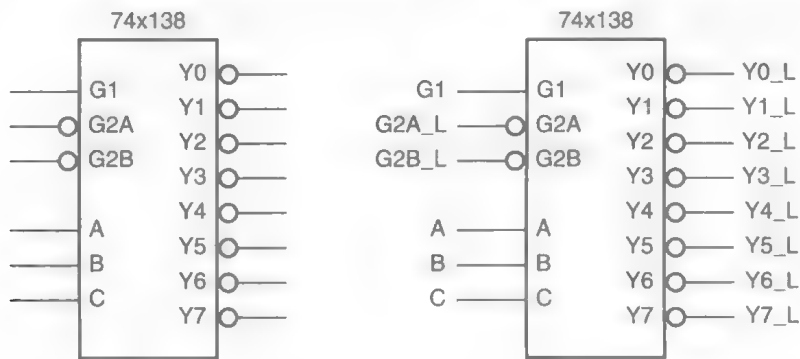 74x138
G1
G2A
G2B
A
B
C
Y0
Y1
Y2
Y3
Y4
Y5
Y6
Y7
74x138
G1 G1
G2A_L G2A
G2B_L G2B
A A
B B
C C
Y0 Y0_L
Y1 Y1_L
Y2 Y2_L
Y3 Y3_L
Y4 Y4_L
Y5 Y5_L
Y6 Y6_L
Y7 Y7_L